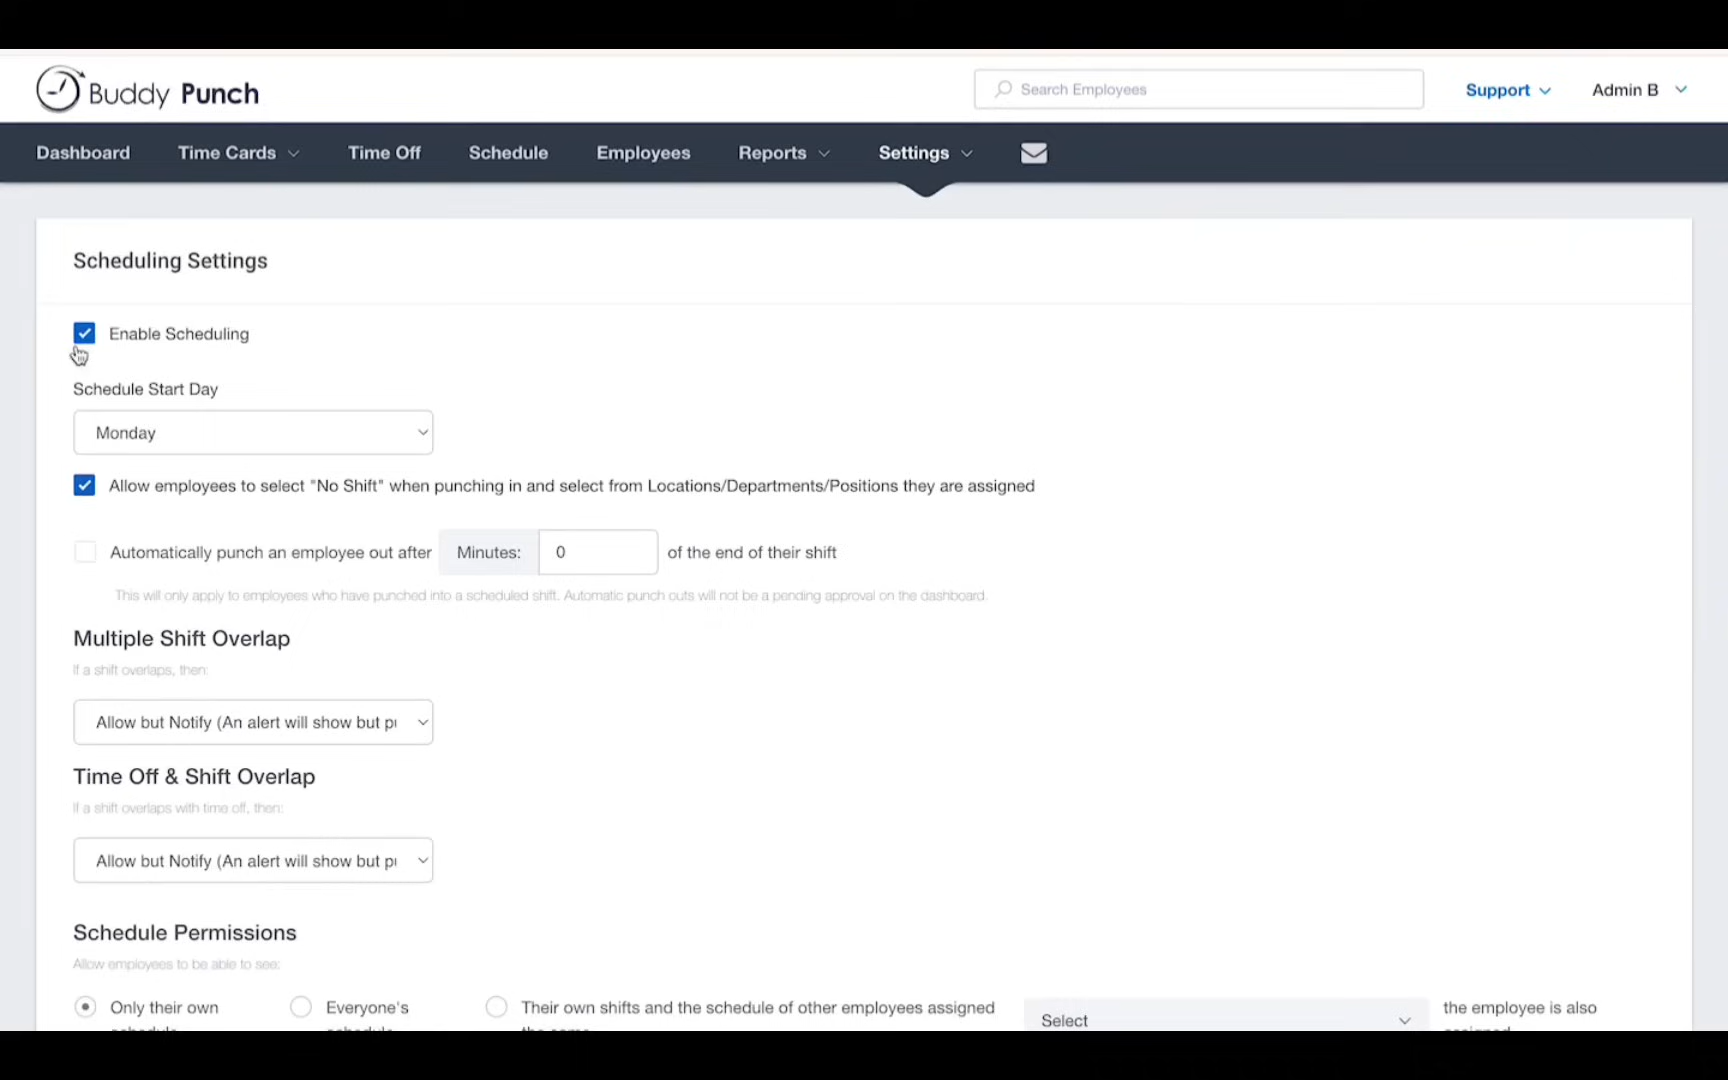 Buddy Punch
Search Employees
Support
Admin B
Dashboard
Time Cards
Time Off
Schedule
Employees
Reports
Settings
Scheduling Settings
Enable Scheduling
Schedule Start Day
Monday
Allow employees to select "No Shift" when punching in and select from Locations/Departments/Positions they are assigned
Automatically punch an employee out after Minutes: 0 of the end of their shift
This will only apply to employees who have punched into a scheduled shift. Automatic punch outs will not be a pending approval on the dashboard.
Multiple Shift Overlap
If a shift overlaps, then:
Allow but Notify (An alert will show but
Time Off & Shift Overlap
If a shift overlaps with time off, then:
Allow but Notify (An alert will show but
Schedule Permissions
Allow employees to be able to see:
Only their own
Everyone's
Their own shifts and the schedule of other employees assigned
Select
the employee is also